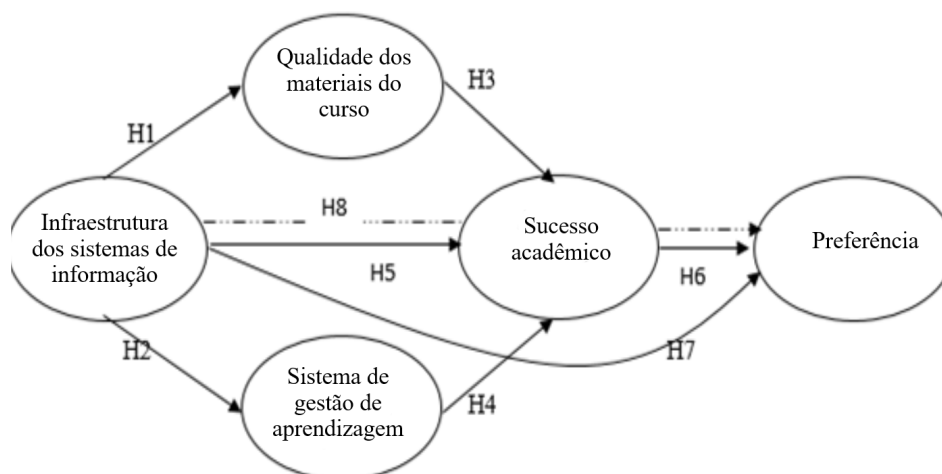 Qualidade dos
materiais do
curso
H3
H1
Infraestrutura
dos sistemas de
informação
H8
H5
Sucesso
acadêmico
H6
Preferência
H2
H7
Sistema de
gestão de
aprendizagem
H4